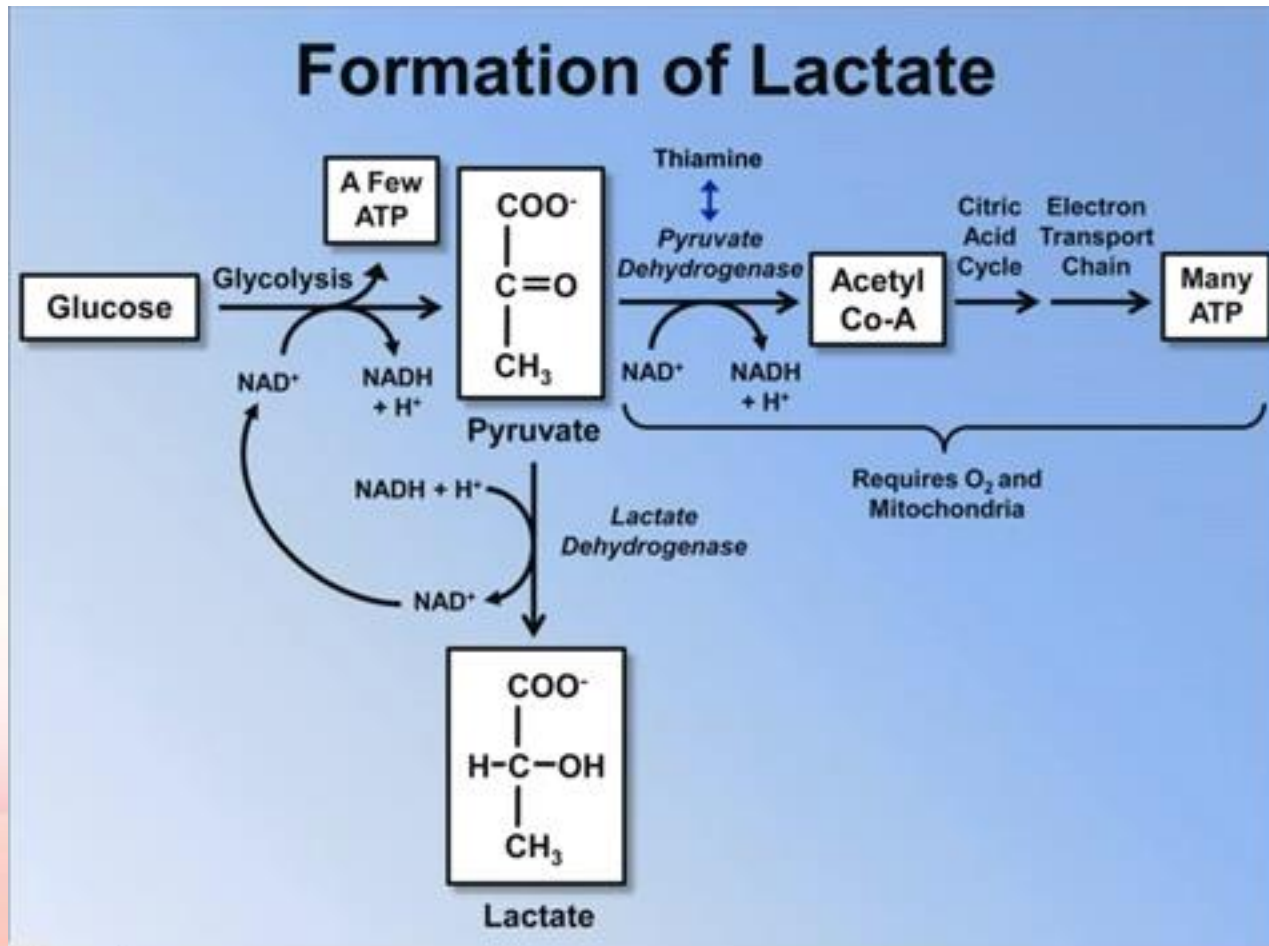 Formation of Lactate
A Few
ATP
Thiamine
Pyruvate
Dehydrogenase
Citric
Acid
Cycle
Electron
Transport
Chain
Glucose
Glycolysis
COO⁻
C=O
CH₃
Pyruvate
Acetyl
Co-A
Many
ATP
NAD⁺
NADH
+ H⁺
NAD⁺
NADH
+ H⁺
Requires O₂ and
Mitochondria
NADH + H⁺
Lactate
Dehydrogenase
NAD⁺
COO⁻
H-C-OH
CH₃
Lactate